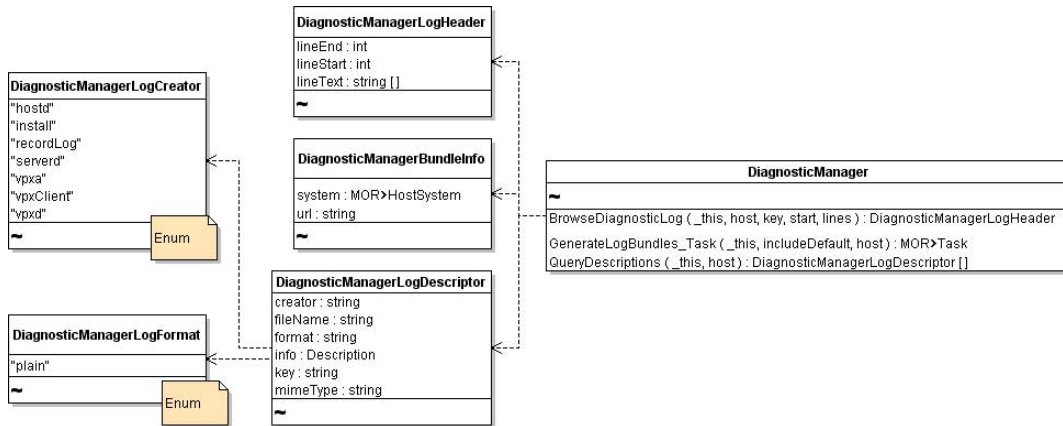 DiagnosticManagerLogHeader
lineEnd : int
lineStart : int
lineText : string [ ]
~
DiagnosticManagerLogCreator
"hostd"
"install"
"recordLog"
"serverd"
"vpxa"
"vpxClient"
"vpxd"
~
Enum
DiagnosticManagerBundleInfo
system : MOR>HostSystem
url : string
~
DiagnosticManager
~
BrowseDiagnosticLog ( _this, host, key, start, lines ) : DiagnosticManagerLogHeader
GenerateLogBundles_Task ( _this, includeDefault, host ) : MOR>Task
QueryDescriptions ( _this, host ) : DiagnosticManagerLogDescriptor [ ]
DiagnosticManagerLogDescriptor
creator : string
fileName : string
format : string
info : Description
key : string
mimeType : string
~
DiagnosticManagerLogFormat
"plain"
~
Enum